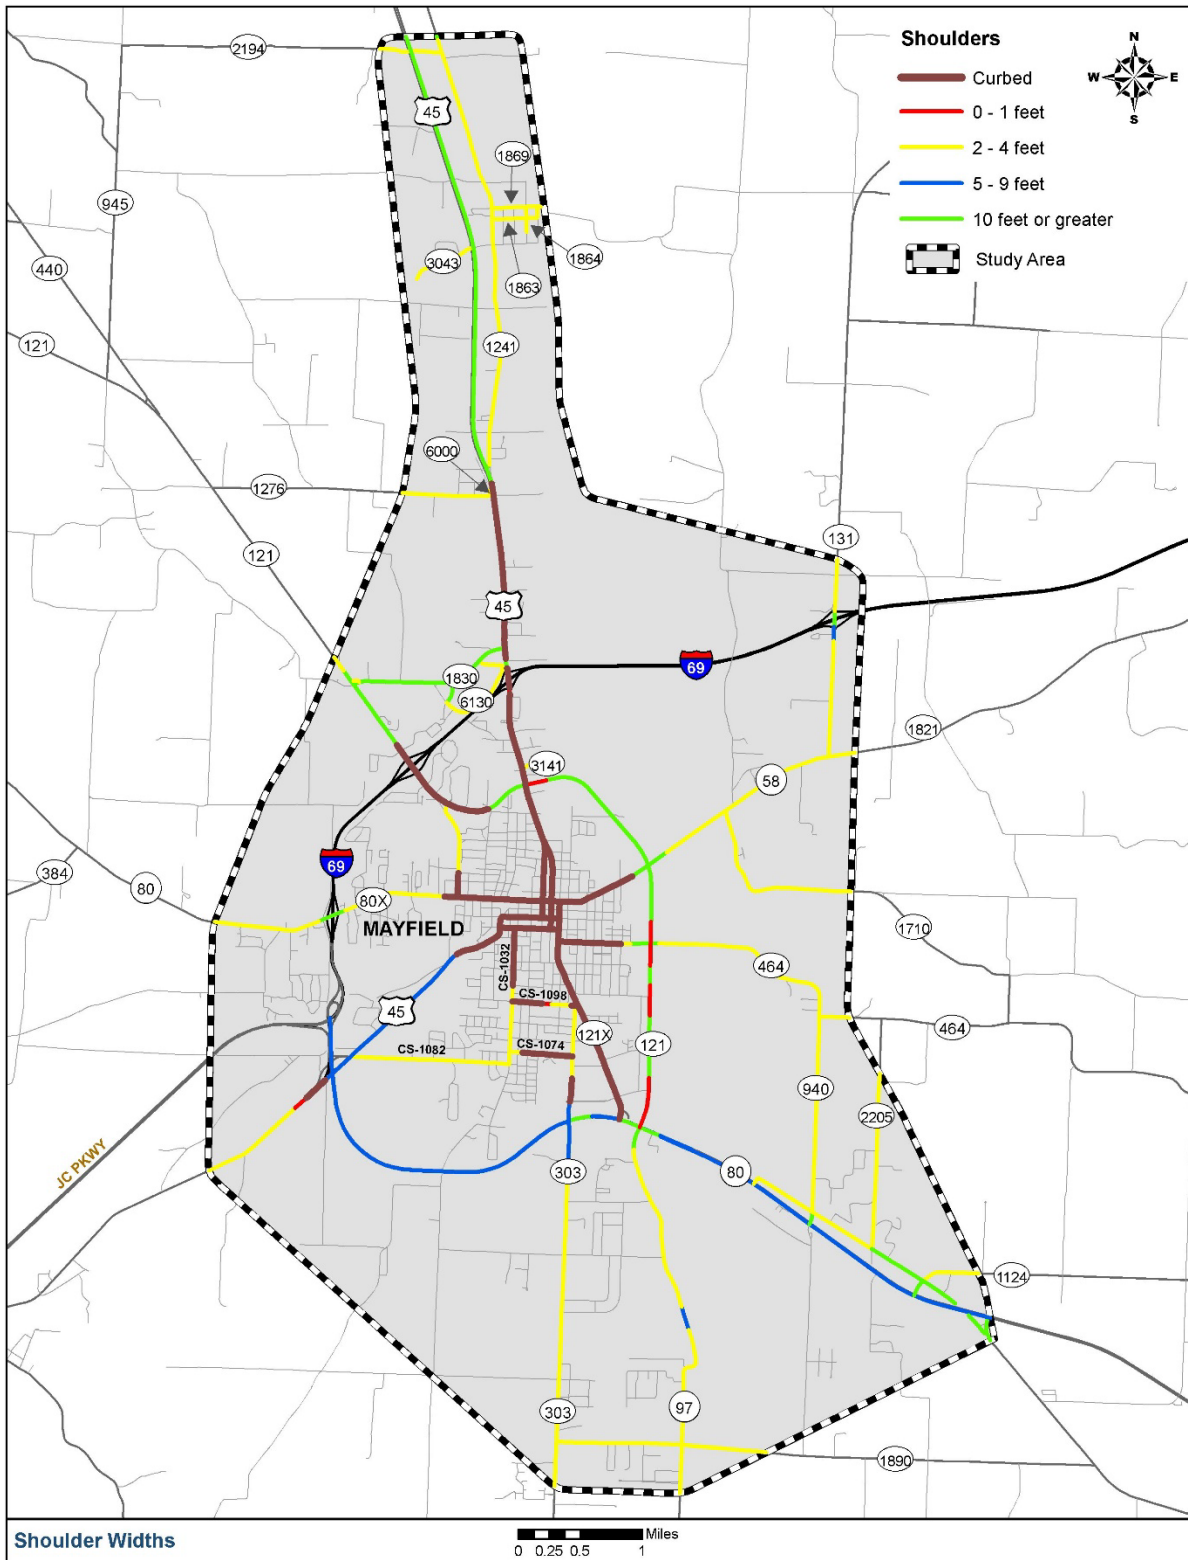 Shoulders
Curbed
0 - 1 feet
2 - 4 feet
5 - 9 feet
10 feet or greater
Study Area
N
W E
S
2194
45
1869
945
1864
440
3043
1863
121
1241
6000
1276
131
121
45
69
1830
6130
1821
3141
58
69
384
80
80X
MAYFIELD
1710
CS-1032
464
CS-1098
45
464
121X
121
CS-1074
CS-1082
940
2205
JC PKWY
303
80
1124
303
97
1890
Shoulder Widths
Miles
0 0.25 0.5 1